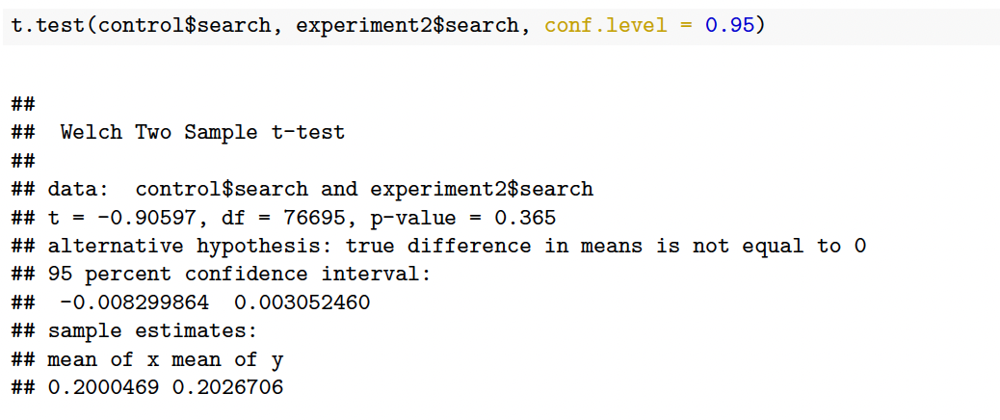 t.test(control$search, experiment2$search, conf.level = 0.95)
##
##  Welch Two Sample t-test
##
## data:  control$search and experiment2$search
## t = -0.90597, df = 76695, p-value = 0.365
## alternative hypothesis: true difference in means is not equal to 0
## 95 percent confidence interval:
##  -0.008299864  0.003052460
## sample estimates:
## mean of x mean of y
## 0.2000469 0.2026706